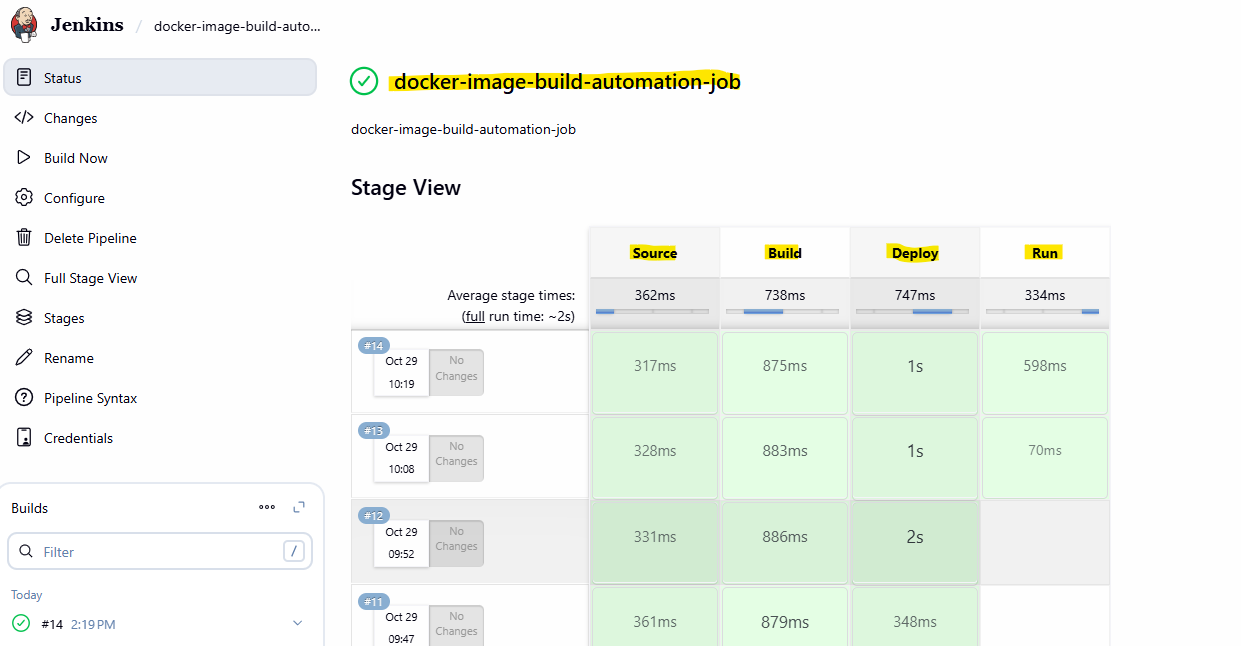 Jenkins / docker-image-build-auto...
Status
Changes
Build Now
Configure
Delete Pipeline
Full Stage View
Stages
Rename
Pipeline Syntax
Credentials
Builds
Filter /
Today
#14 2:19 PM
docker-image-build-automation-job
docker-image-build-automation-job
Stage View
Source Build Deploy Run
Average stage times: 362ms 738ms 747ms 334ms
(full run time: ~2s)
#14
Oct 29 No
10:19 Changes
317ms 875ms 1s 598ms
#13
Oct 29 No
10:08 Changes
328ms 883ms 1s 70ms
#12
Oct 29 No
09:52 Changes
331ms 886ms 2s
#11
Oct 29 No
09:47 Changes
361ms 879ms 348ms